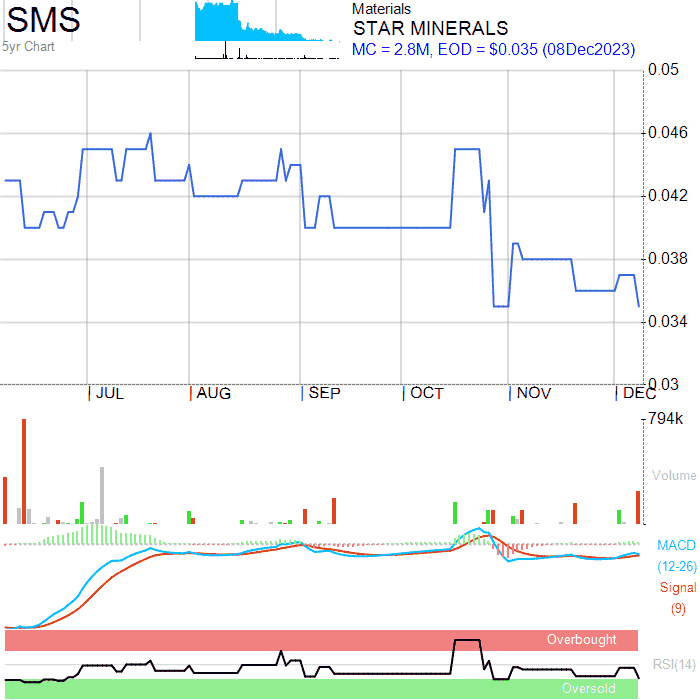 SMS
5yr Chart
Materials
STAR MINERALS
MC = 2.8M, EOD = $0.035 (08Dec2023)
0.05
0.046
0.042
0.038
0.034
0.03
JUL AUG SEP OCT NOV DEC
794k
Volume
MACD
(12-26)
Signal
(9)
Overbought
RSI(14)
Oversold